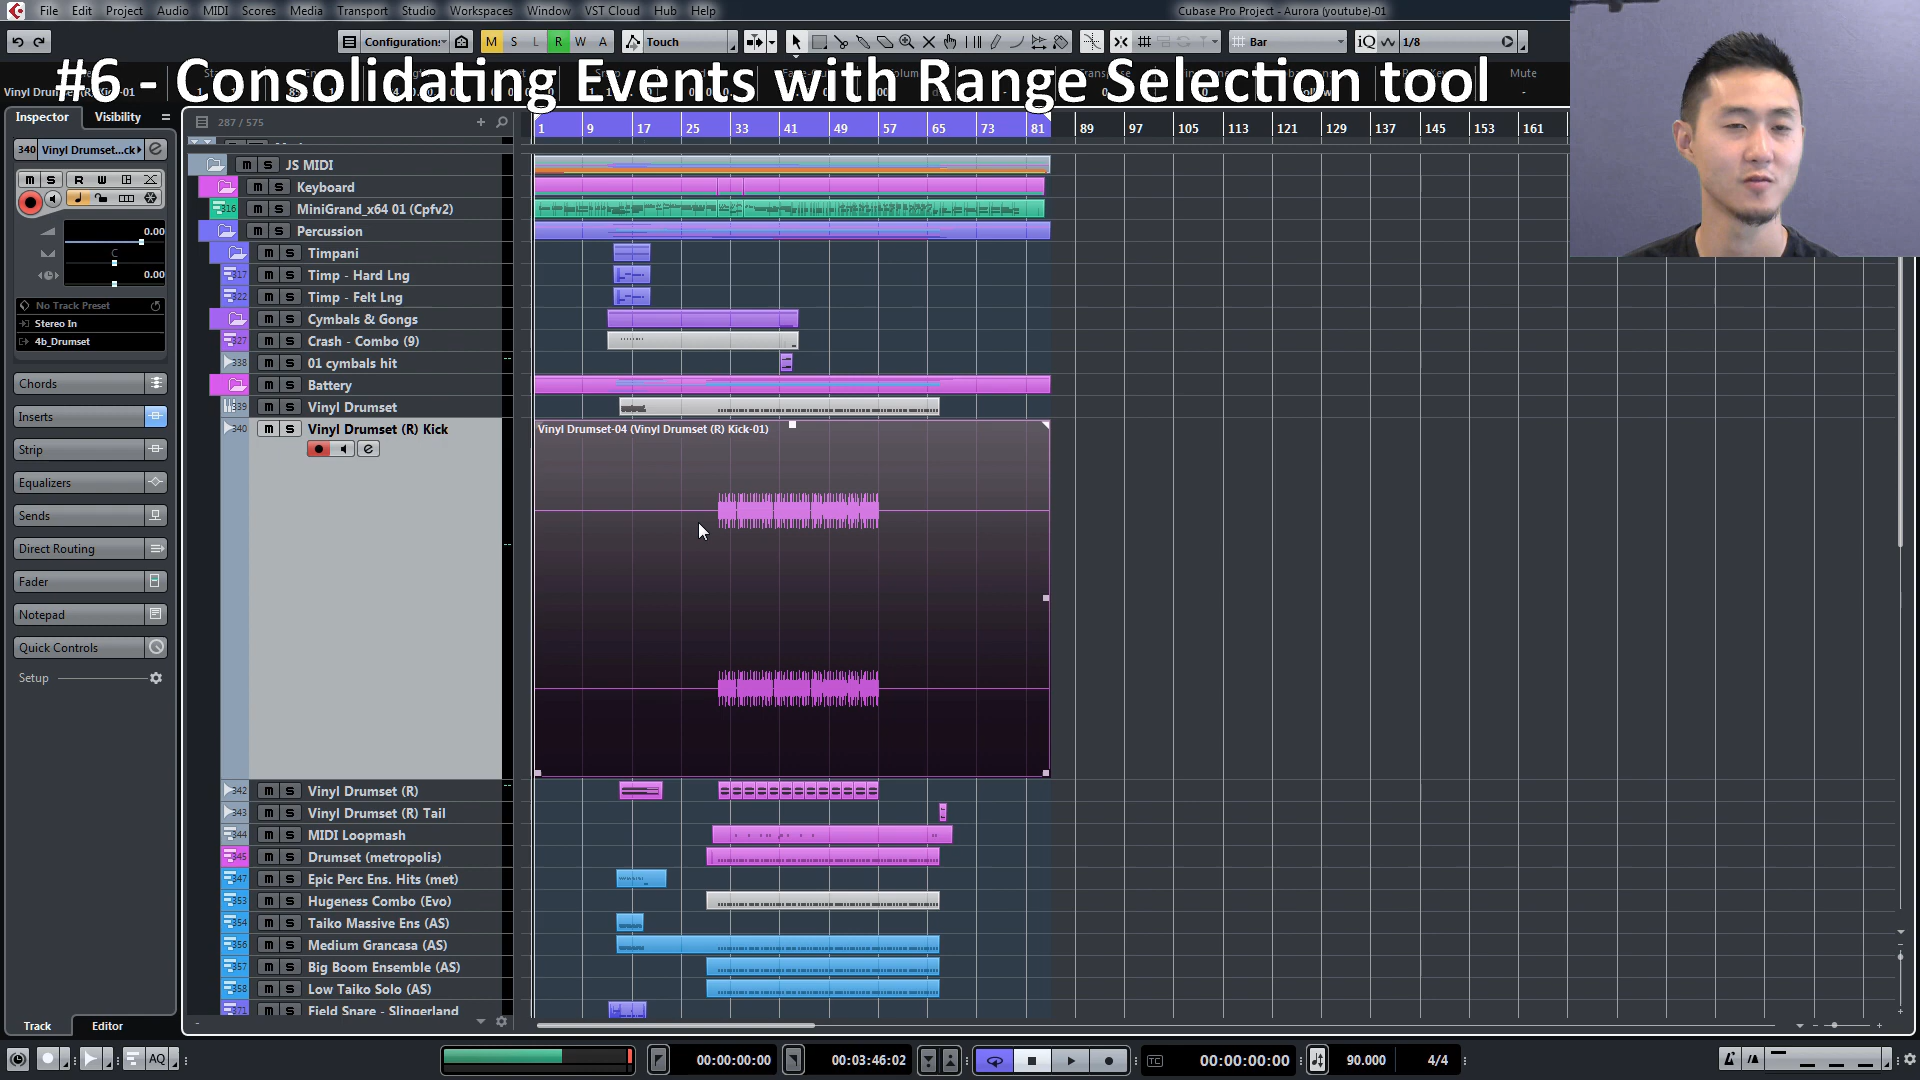 File Edit Project Audio MIDI Scores Media Transport Studio Workspaces Window VST Cloud Hub Help
Cubase Pro Project - Aurora (youtube)-01
Configurations M S L R W A Touch Bar iQ 1/8
#6 - Consolidating Events with Range Selection tool
Mute
Inspector Visibility
287 / 575
1 9 17 25 33 41 49 57 65 73 81 89 97 105 113 121 129 137 145 153 161
340 Vinyl Drumset...ck
m s R W
0.00
C
0.00
No Track Preset
Stereo In
4b_Drumset
Chords
Inserts
Strip
Equalizers
Sends
Direct Routing
Fader
Notepad
Quick Controls
Setup
m s JS MIDI
m s Keyboard
m s MiniGrand_x64 01 (Cpfv2)
m s Percussion
m s Timpani
m s Timp - Hard Lng
m s Timp - Felt Lng
m s Cymbals & Gongs
m s Crash - Combo (9)
338 m s 01 cymbals hit
m s Battery
m s Vinyl Drumset
340 m s Vinyl Drumset (R) Kick
Vinyl Drumset-04 (Vinyl Drumset (R) Kick-01)
342 m s Vinyl Drumset (R)
343 m s Vinyl Drumset (R) Tail
m s MIDI Loopmash
m s Drumset (metropolis)
m s Epic Perc Ens. Hits (met)
m s Hugeness Combo (Evo)
m s Taiko Massive Ens (AS)
m s Medium Grancasa (AS)
m s Big Boom Ensemble (AS)
m s Low Taiko Solo (AS)
Field Snare - Slingerland
Track Editor
AQ
00:00:00:00
00:03:46:02
TC 00:00:00:00
90.000 4/4